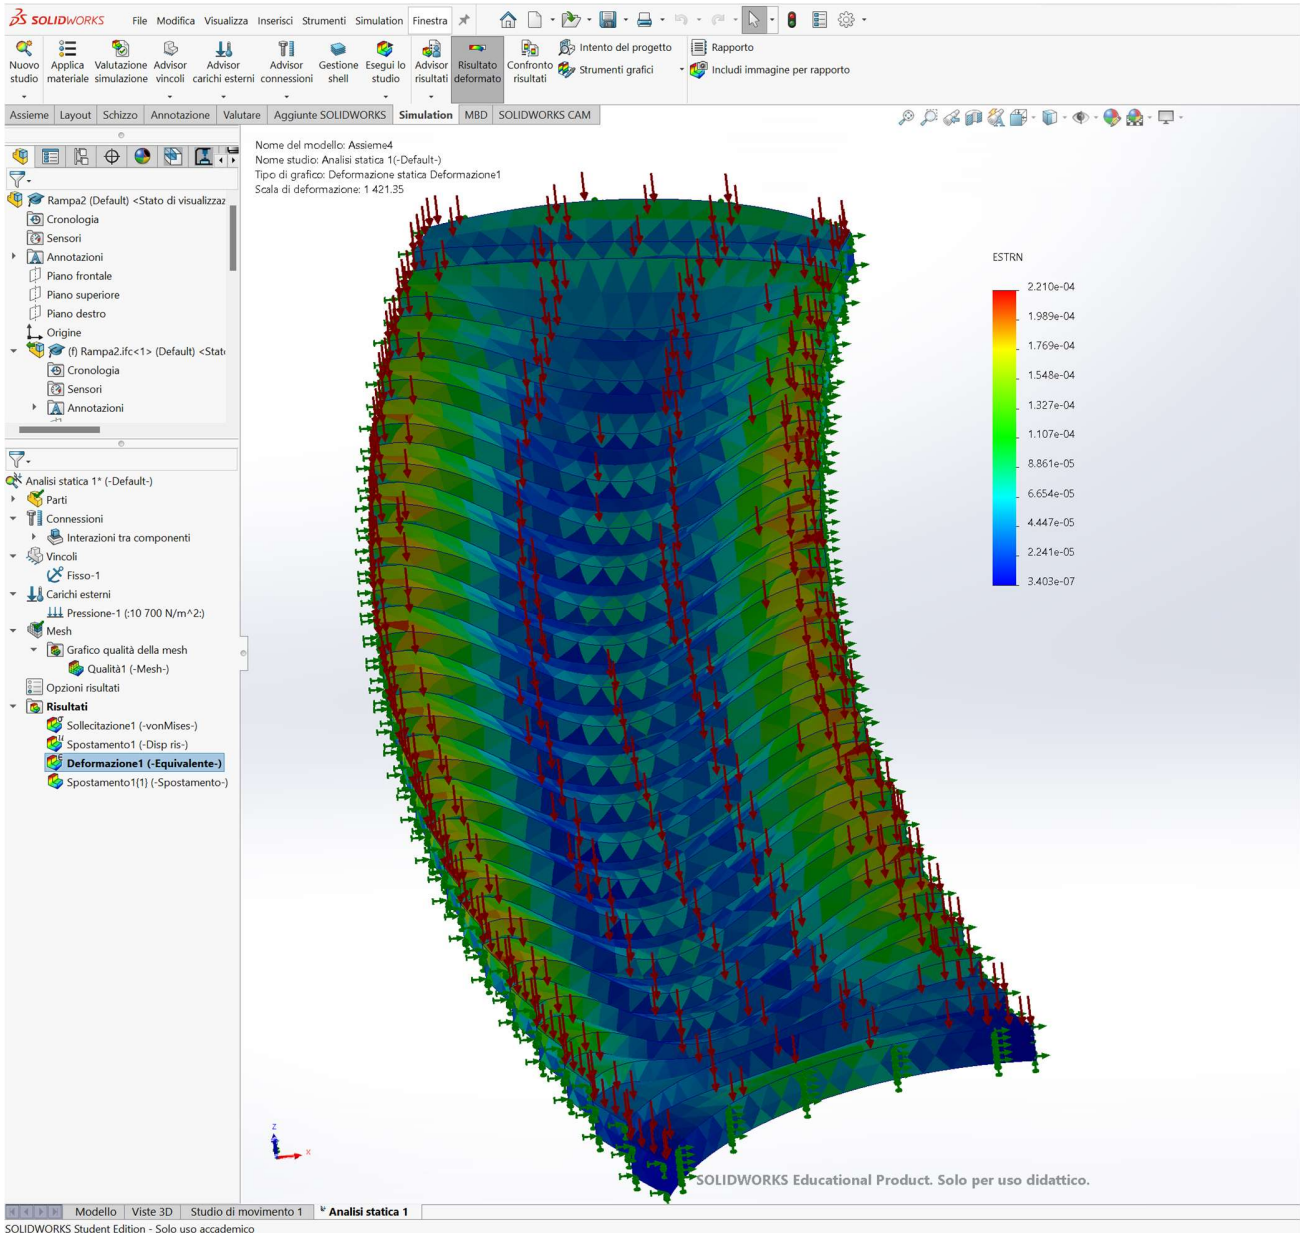 SOLIDWORKS File Modifica Visualizza Inserisci Strumenti Simulation Finestra
Nuovo studio
Applica materiale
Valutazione simulazione
Advisor vincoli
Advisor carichi esterni
Advisor connessioni
Gestione shell
Esegui lo studio
Advisor risultati
Risultato deformato
Confronto risultati
Intento del progetto
Strumenti grafici
Rapporto
Includi immagine per rapporto
Assieme Layout Schizzo Annotazione Valutare Aggiunte SOLIDWORKS Simulation MBD SOLIDWORKS CAM
Nome del modello: Assieme4
Nome studio: Analisi statica 1(-Default-)
Tipo di grafico: Deformazione statica Deformazione1
Scala di deformazione: 1 421.35
Rampa2 (Default) <Stato di visualizzaz
Cronologia
Sensori
Annotazioni
Piano frontale
Piano superiore
Piano destro
Origine
(f) Rampa2.ifc<1> (Default) <Stat
Cronologia
Sensori
Annotazioni
Analisi statica 1* (-Default-)
Parti
Connessioni
Interazioni tra componenti
Vincoli
Fisso-1
Carichi esterni
Pressione-1 (:10 700 N/m^2:)
Mesh
Grafico qualità della mesh
Qualità1 (-Mesh-)
Opzioni risultati
Risultati
Sollecitazione1 (-vonMises-)
Spostamento1 (-Disp ris-)
Deformazione1 (-Equivalente-)
Spostamento1(1) (-Spostamento-)
ESTRN
2.210e-04
1.989e-04
1.769e-04
1.548e-04
1.327e-04
1.107e-04
8.861e-05
6.654e-05
4.447e-05
2.241e-05
3.403e-07
z
x
SOLIDWORKS Educational Product. Solo per uso didattico.
Modello Viste 3D Studio di movimento 1 Analisi statica 1
SOLIDWORKS Student Edition - Solo uso accademico